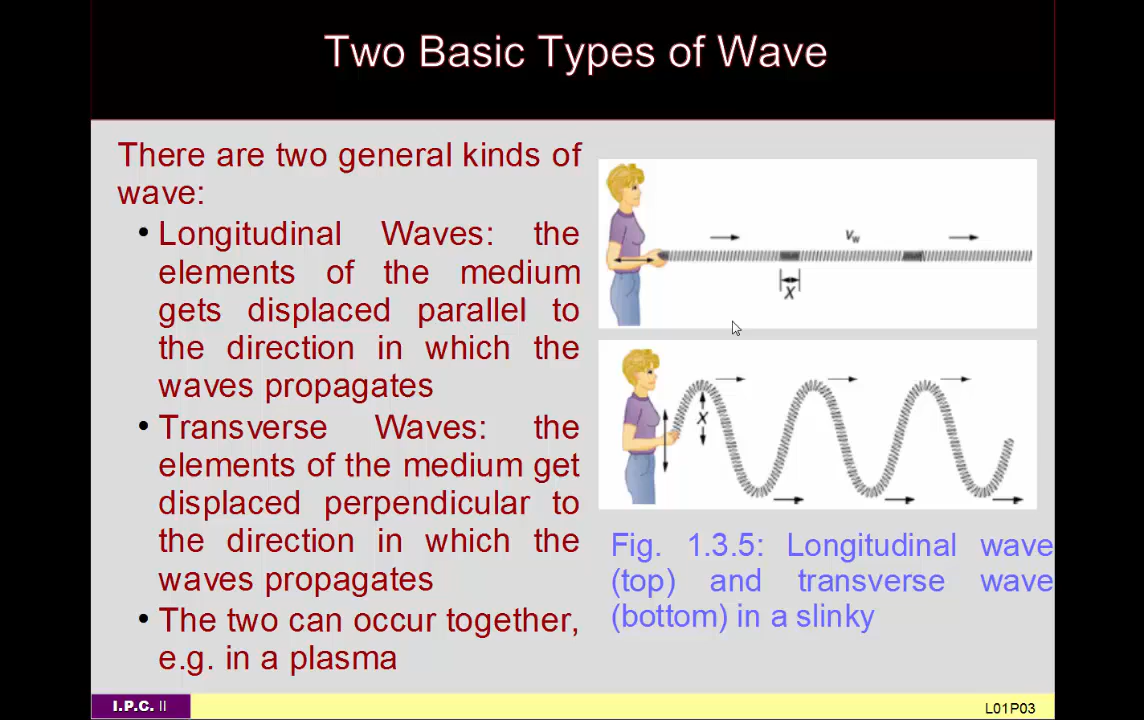 Two Basic Types of Wave
There are two general kinds of
wave:
• Longitudinal Waves: the
elements of the medium
gets displaced parallel to
the direction in which the
waves propagates
• Transverse Waves: the
elements of the medium get
displaced perpendicular to
the direction in which the
waves propagates
• The two can occur together,
e.g. in a plasma
vw
X
X
Fig. 1.3.5: Longitudinal wave
(top) and transverse wave
(bottom) in a slinky
I.P.C. II
L01P03